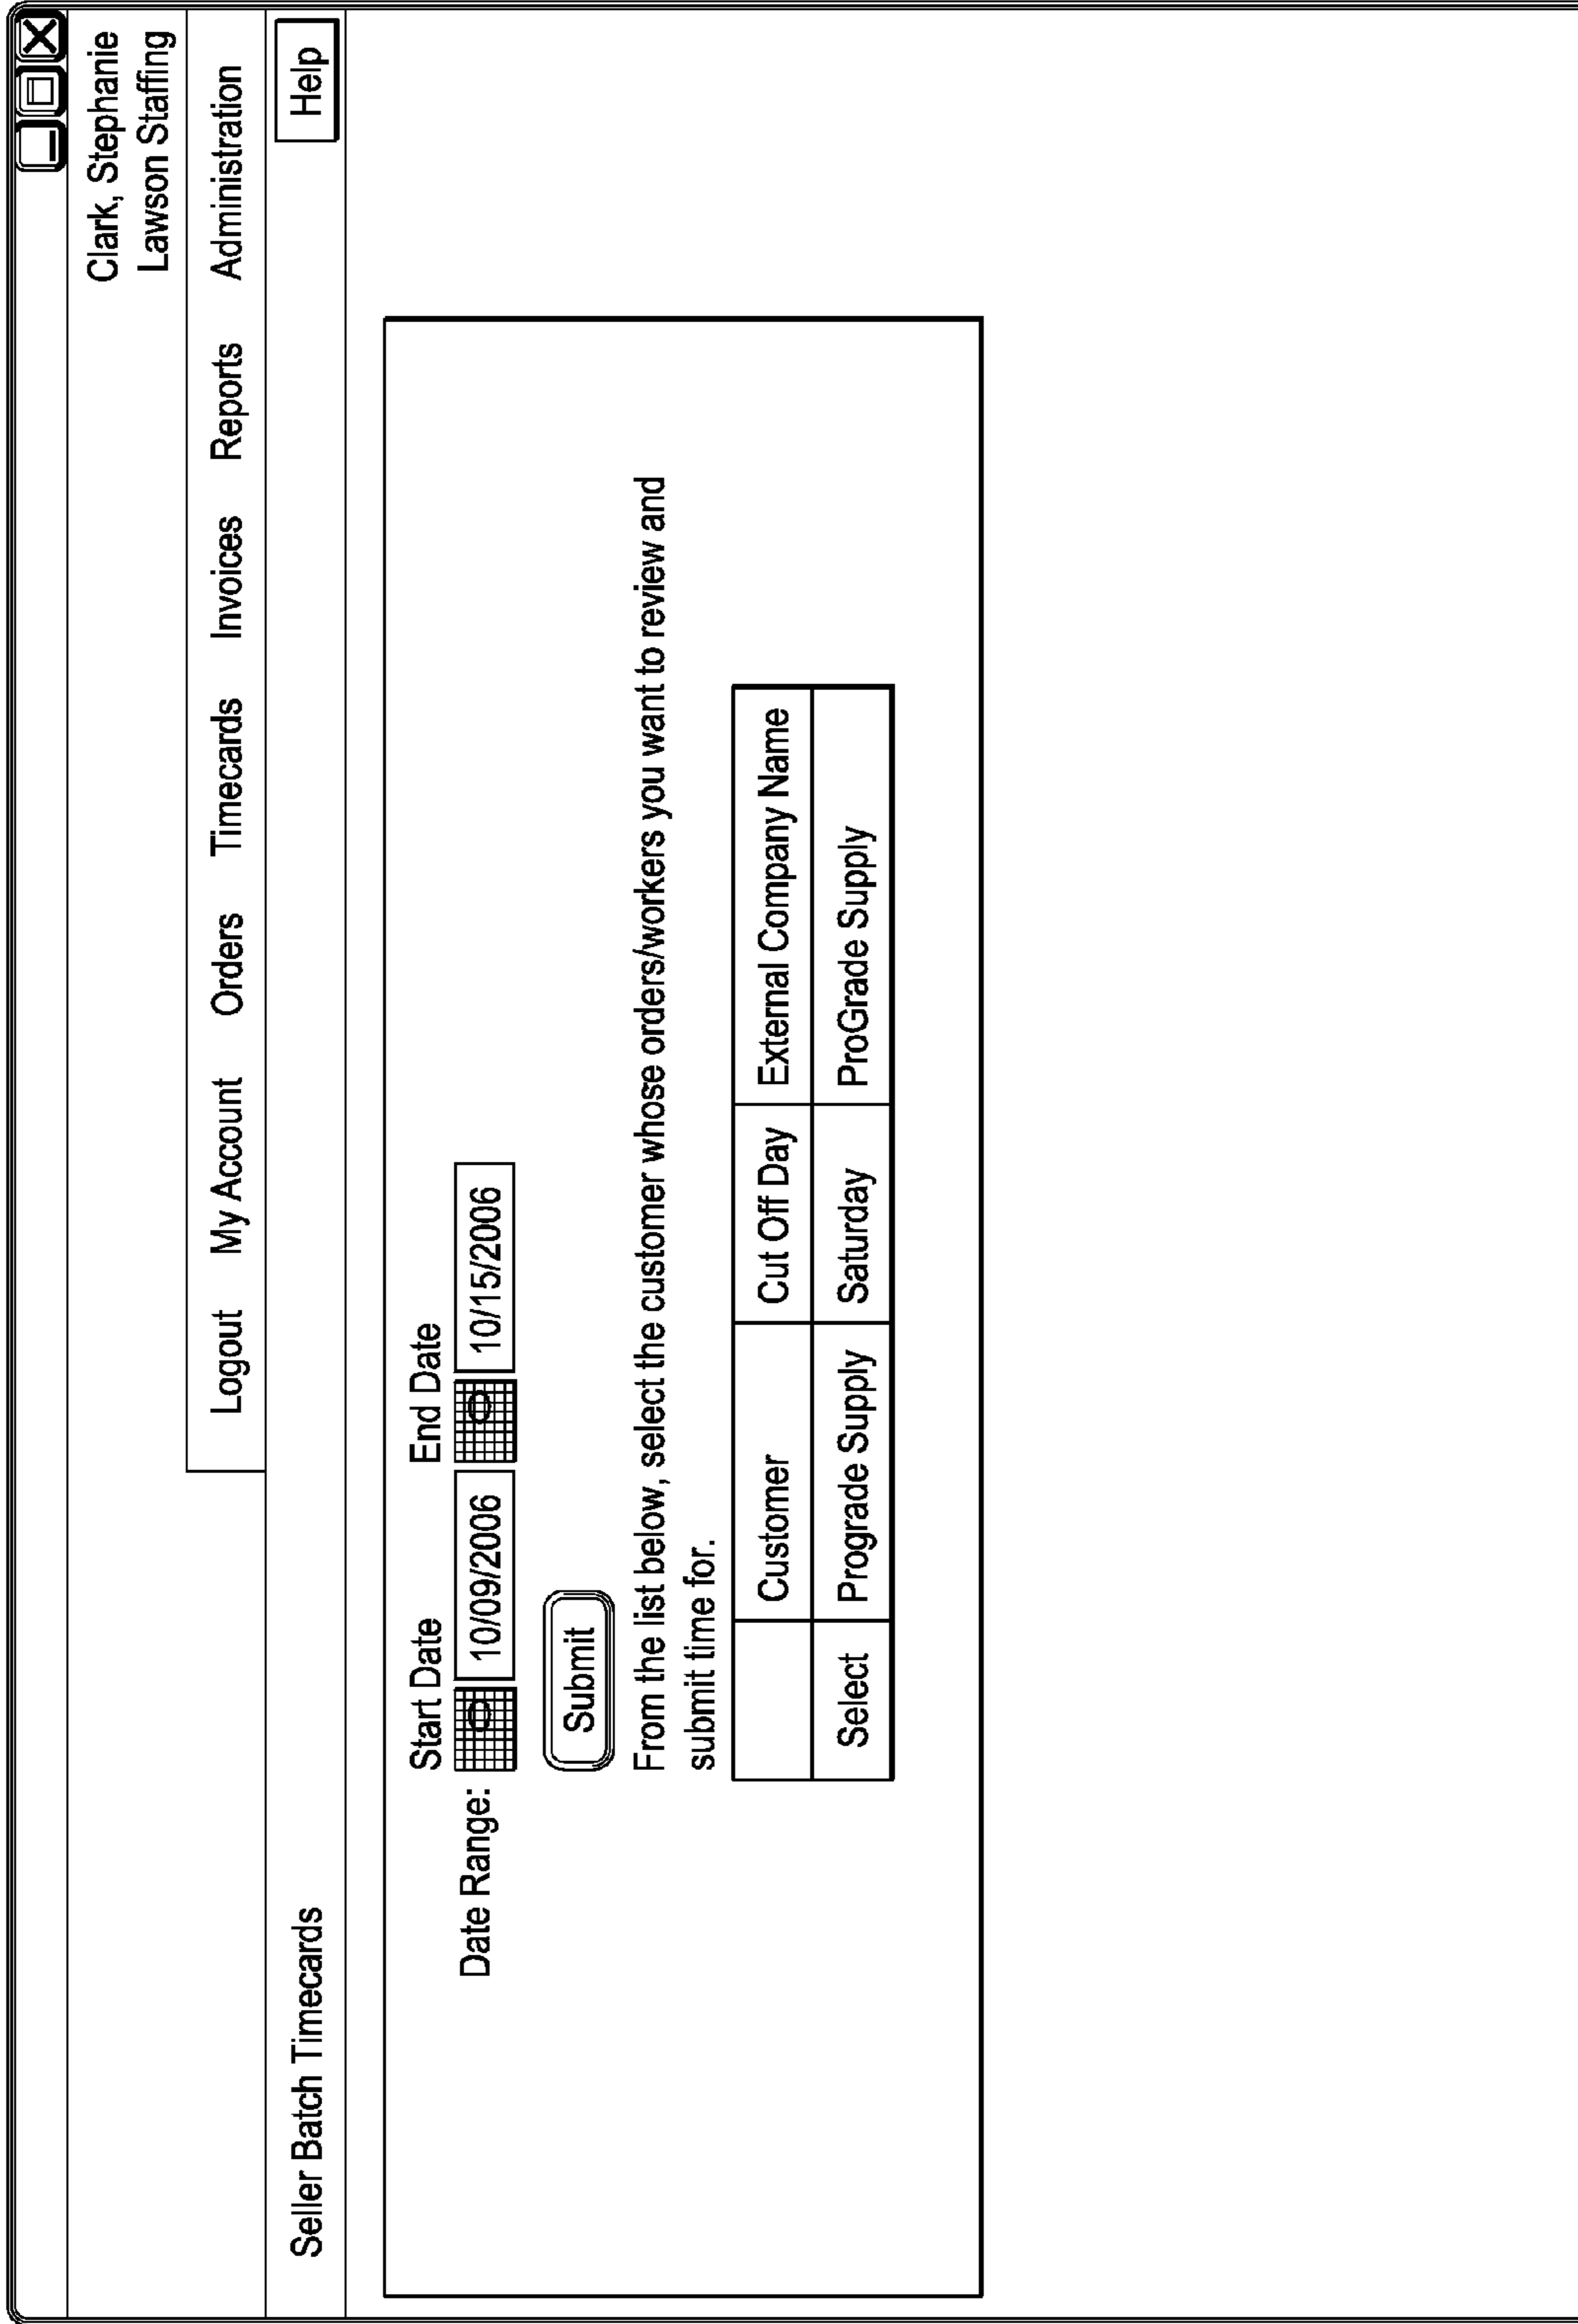 Clark, Stephanie
Lawson Staffing
Logout My Account Orders Timecards Invoices Reports Administration
Seller Batch Timecards Help
Start Date End Date
Date Range: 10/09/2006 10/15/2006
Submit
From the list below, select the customer whose orders/workers you want to review and
submit time for.
Customer Cut Off Day External Company Name
Select Prograde Supply Saturday ProGrade Supply